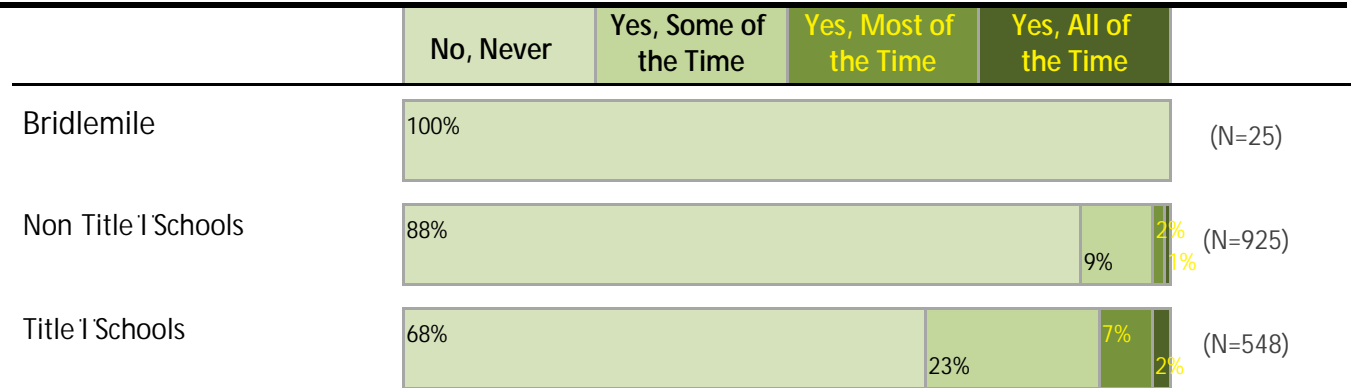 No, Never
Yes, Some of
the Time
Yes, Most of
the Time
Yes, All of
the Time
Bridlemile
100%
(N=25)
Non Title I Schools
88%
9%
2%
1%
(N=925)
Title I Schools
68%
23%
7%
2%
(N=548)